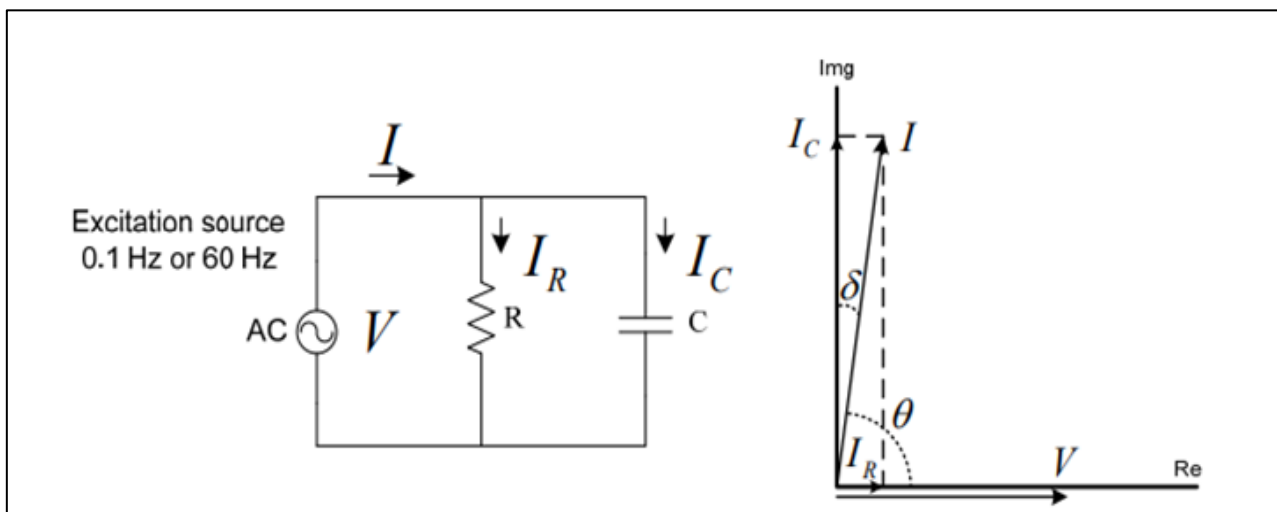 I
Excitation source
0.1 Hz or 60 Hz
I_R
I_C
AC
V
R
C
Img
I_C
I
δ
θ
I_R
V
Re